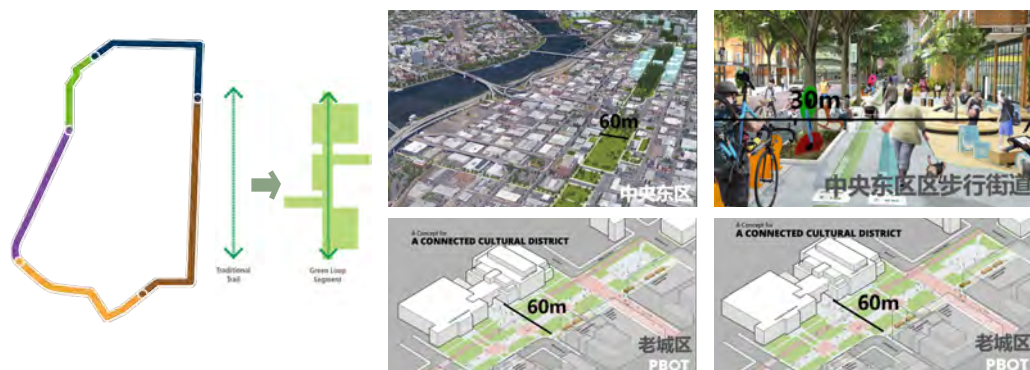 Traditional
Trail
Green Loop
Segment
60m
中央东区
30m
中央东区区步行街道
A Concept for
A CONNECTED CULTURAL DISTRICT
60m
老城区
PBOT
A Concept for
A CONNECTED CULTURAL DISTRICT
60m
老城区
PBOT